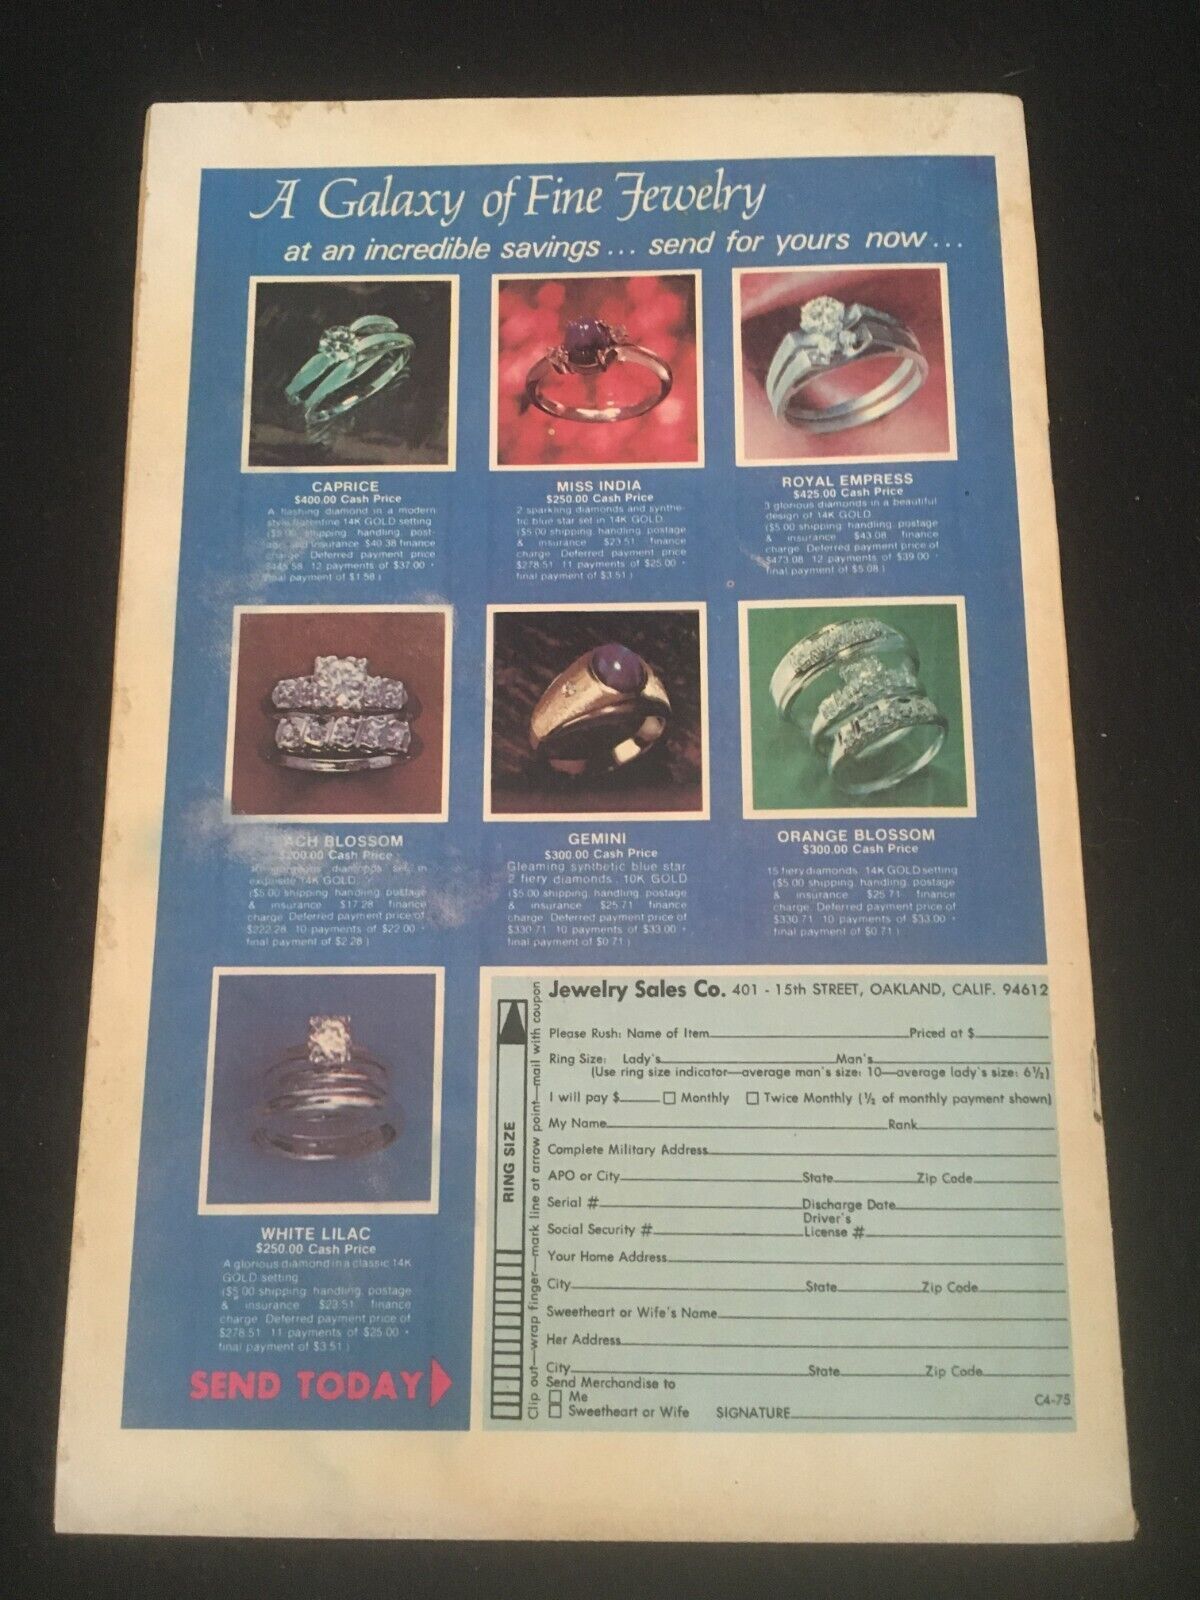 A Galaxy of Fine Jewelry
at an incredible savings... send for yours now...
CAPRICE
$400.00 Cash Price
A flashing diamond in a modern
style florentine 14K GOLD setting
($5.00 shipping, handling, post-
age and insurance $40.38 finance
charge Deferred payment price
$445.58 12 payments of $37.00 •
final payment of $1.58)
MISS INDIA
$250.00 Cash Price
2 sparkling diamonds and synthe-
tic blue star set in 14K GOLD
($5.00 shipping, handling, postage
& insurance $23.51 finance
charge Deferred payment price of
$278.51 11 payments of $25.00 •
final payment of $3.51)
ROYAL EMPRESS
$425.00 Cash Price
3 glorious diamonds in a beautiful
design of 14K GOLD
($5.00 shipping, handling, postage
& insurance $43.08 finance
charge Deferred payment price of
$473.08 12 payments of $39.00 •
final payment of $5.08)
ACH BLOSSOM
$200.00 Cash Price
diamonds set in
exquisite 14K GOLD
($5.00 shipping, handling, postage
& insurance $17.28 finance
charge Deferred payment price of
$222.28 10 payments of $22.00 •
final payment of $2.28)
GEMINI
$300.00 Cash Price
Gleaming synthetic blue star
2 fiery diamonds 10K GOLD
($5.00 shipping, handling, postage
& insurance $25.71 finance
charge Deferred payment price of
$330.71 10 payments of $33.00 •
final payment of $0.71)
ORANGE BLOSSOM
$300.00 Cash Price
15 fiery diamonds 14K GOLD setting
($5.00 shipping, handling, postage
& insurance $25.71 finance
charge Deferred payment price of
$330.71 10 payments of $33.00 •
final payment of $0.71)
WHITE LILAC
$250.00 Cash Price
A glorious diamond in a classic 14K
GOLD setting
($5.00 shipping, handling, postage
& insurance $23.51 finance
charge Deferred payment price of
$278.51 11 payments of $25.00 •
final payment of $3.51)
SEND TODAY
RING SIZE
Clip out—wrap finger—mark line at arrow point—mail with coupon
Jewelry Sales Co. 401 - 15th STREET, OAKLAND, CALIF. 94612
Please Rush: Name of Item Priced at $
Ring Size: Lady's Man's
(Use ring size indicator—average man's size: 10—average lady's size: 6½)
I will pay $ Monthly Twice Monthly (½ of monthly payment shown)
My Name Rank
Complete Military Address
APO or City State Zip Code
Serial # Discharge Date
Social Security # Driver's License #
Your Home Address
City State Zip Code
Sweetheart or Wife's Name
Her Address
City State Zip Code
Send Merchandise to
Me C4-75
Sweetheart or Wife SIGNATURE